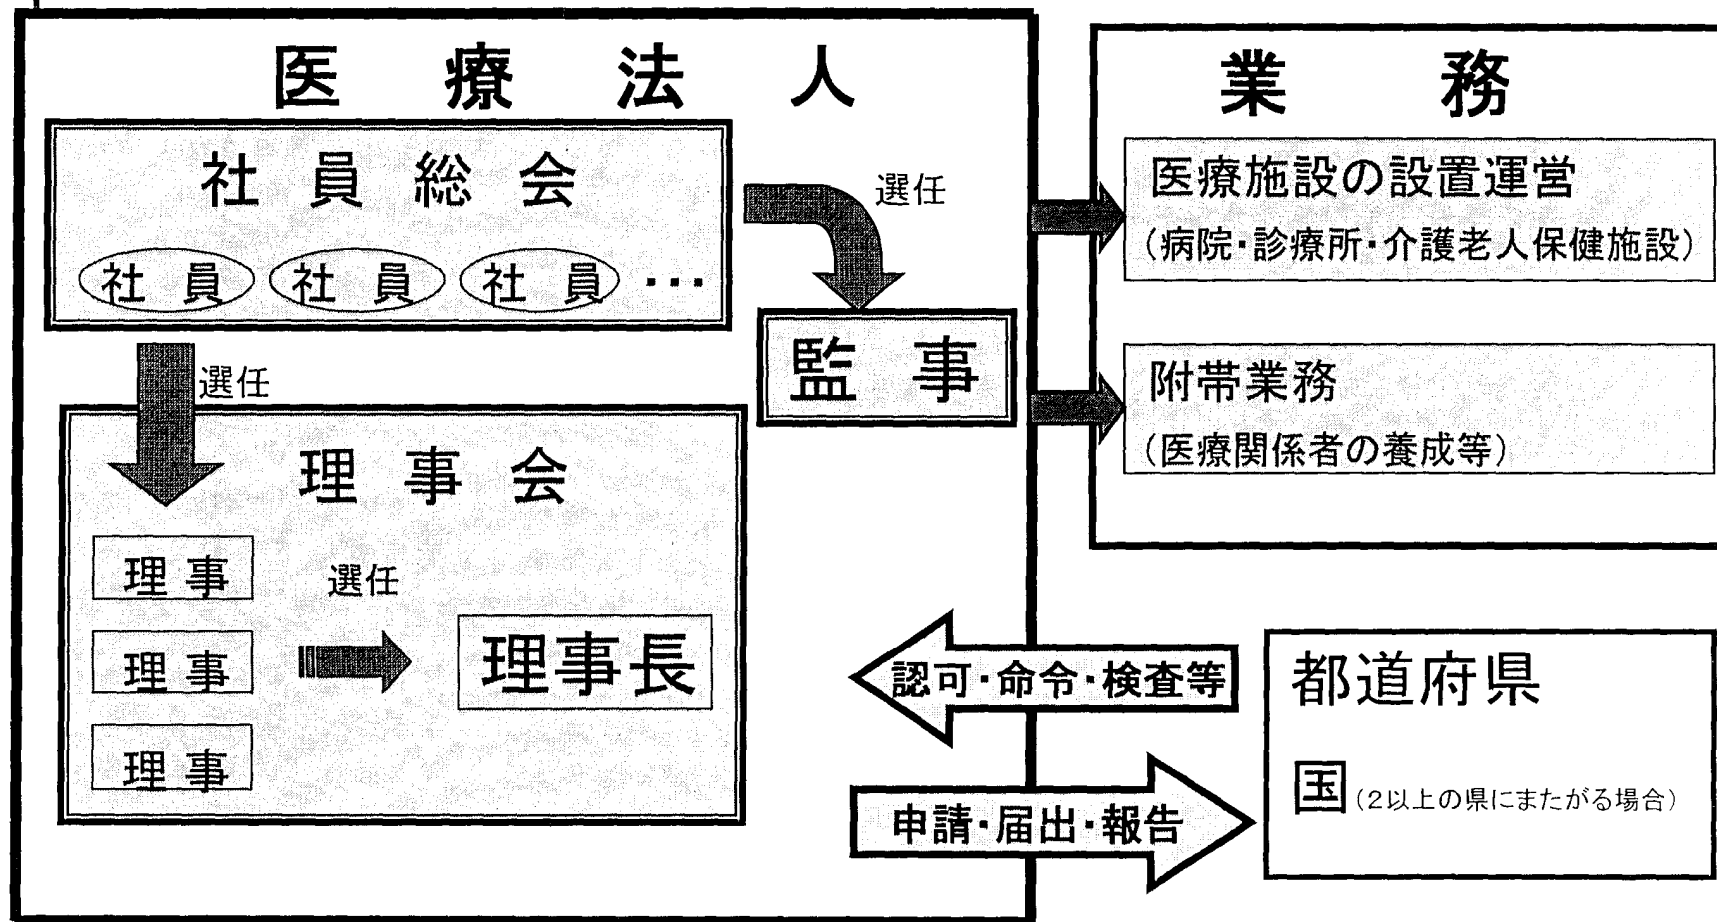 医療法人
社員総会
社員 社員 社員 ・・・
選任
監事
選任
理事会
理事
理事
理事
選任
理事長
業務
医療施設の設置運営
(病院・診療所・介護老人保健施設)
附帯業務
(医療関係者の養成等)
認可・命令・検査等
申請・届出・報告
都道府県
国(2以上の県にまたがる場合)